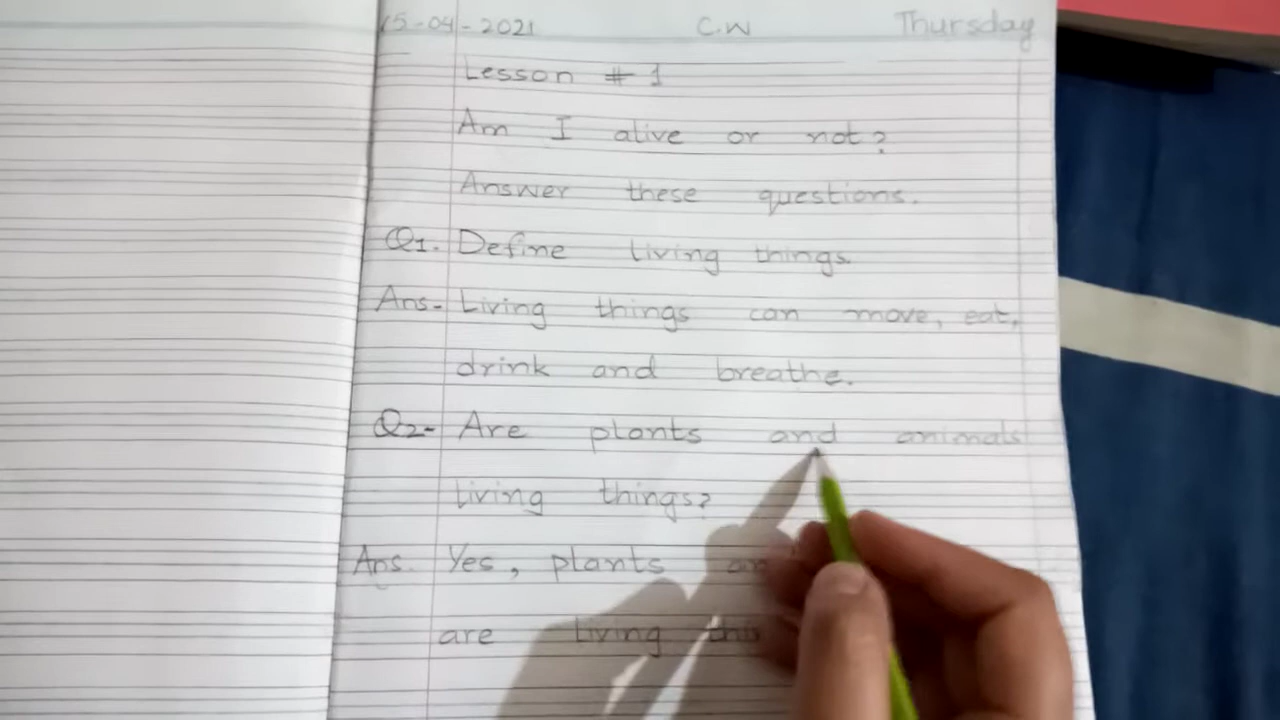 15-04-2021 C.W Thursday
Lesson # 1
Am I alive or not?
Answer these questions.
Q1. Define living things.
Ans- Living things can move, eat,
drink and breathe.
Q2- Are plants and animals
living things?
Ans. Yes, plants
are living